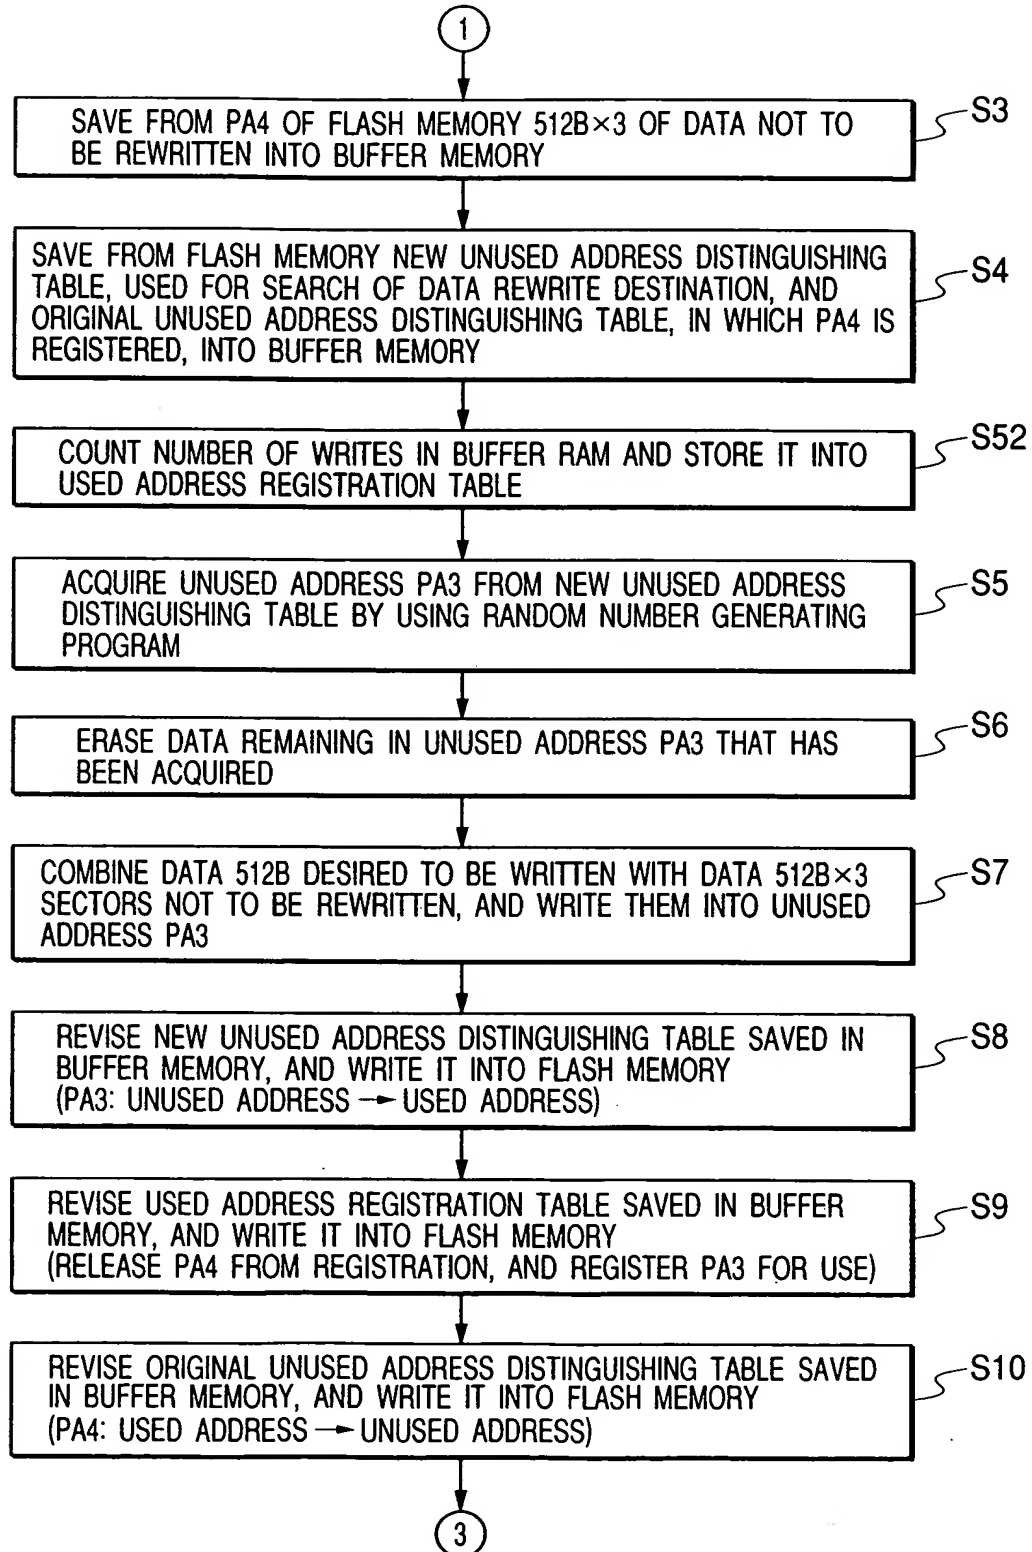 1
SAVE FROM PA4 OF FLASH MEMORY 512B×3 OF DATA NOT TO
BE REWRITTEN INTO BUFFER MEMORY
S3
SAVE FROM FLASH MEMORY NEW UNUSED ADDRESS DISTINGUISHING
TABLE, USED FOR SEARCH OF DATA REWRITE DESTINATION, AND
ORIGINAL UNUSED ADDRESS DISTINGUISHING TABLE, IN WHICH PA4 IS
REGISTERED, INTO BUFFER MEMORY
S4
COUNT NUMBER OF WRITES IN BUFFER RAM AND STORE IT INTO
USED ADDRESS REGISTRATION TABLE
S52
ACQUIRE UNUSED ADDRESS PA3 FROM NEW UNUSED ADDRESS
DISTINGUISHING TABLE BY USING RANDOM NUMBER GENERATING
PROGRAM
S5
ERASE DATA REMAINING IN UNUSED ADDRESS PA3 THAT HAS
BEEN ACQUIRED
S6
COMBINE DATA 512B DESIRED TO BE WRITTEN WITH DATA 512B×3
SECTORS NOT TO BE REWRITTEN, AND WRITE THEM INTO UNUSED
ADDRESS PA3
S7
REVISE NEW UNUSED ADDRESS DISTINGUISHING TABLE SAVED IN
BUFFER MEMORY, AND WRITE IT INTO FLASH MEMORY
(PA3: UNUSED ADDRESS → USED ADDRESS)
S8
REVISE USED ADDRESS REGISTRATION TABLE SAVED IN BUFFER
MEMORY, AND WRITE IT INTO FLASH MEMORY
(RELEASE PA4 FROM REGISTRATION, AND REGISTER PA3 FOR USE)
S9
REVISE ORIGINAL UNUSED ADDRESS DISTINGUISHING TABLE SAVED
IN BUFFER MEMORY, AND WRITE IT INTO FLASH MEMORY
(PA4: USED ADDRESS → UNUSED ADDRESS)
S10
3